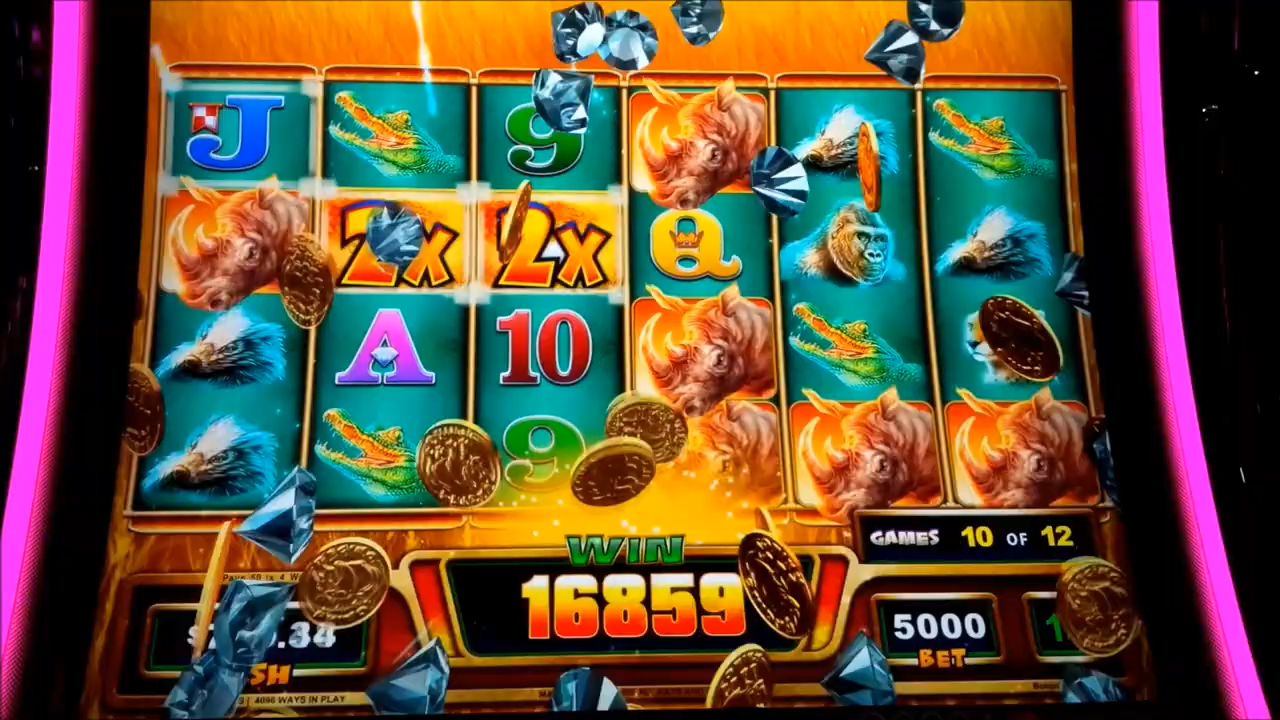 J 9
2x 2x Q
A 10
9
GAMES 10 OF 12
WIN
16859
5000
BET
4096 WAYS IN PLAY